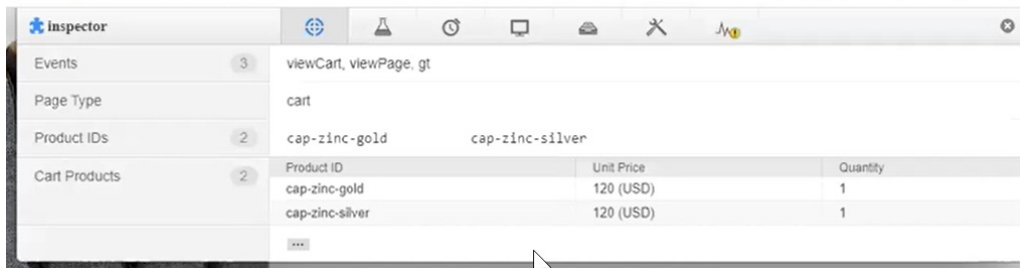 inspector
Events 3 viewCart, viewPage, gt
Page Type cart
Product IDs 2 cap-zinc-gold cap-zinc-silver
Cart Products 2
Product ID Unit Price Quantity
cap-zinc-gold 120 (USD) 1
cap-zinc-silver 120 (USD) 1
...